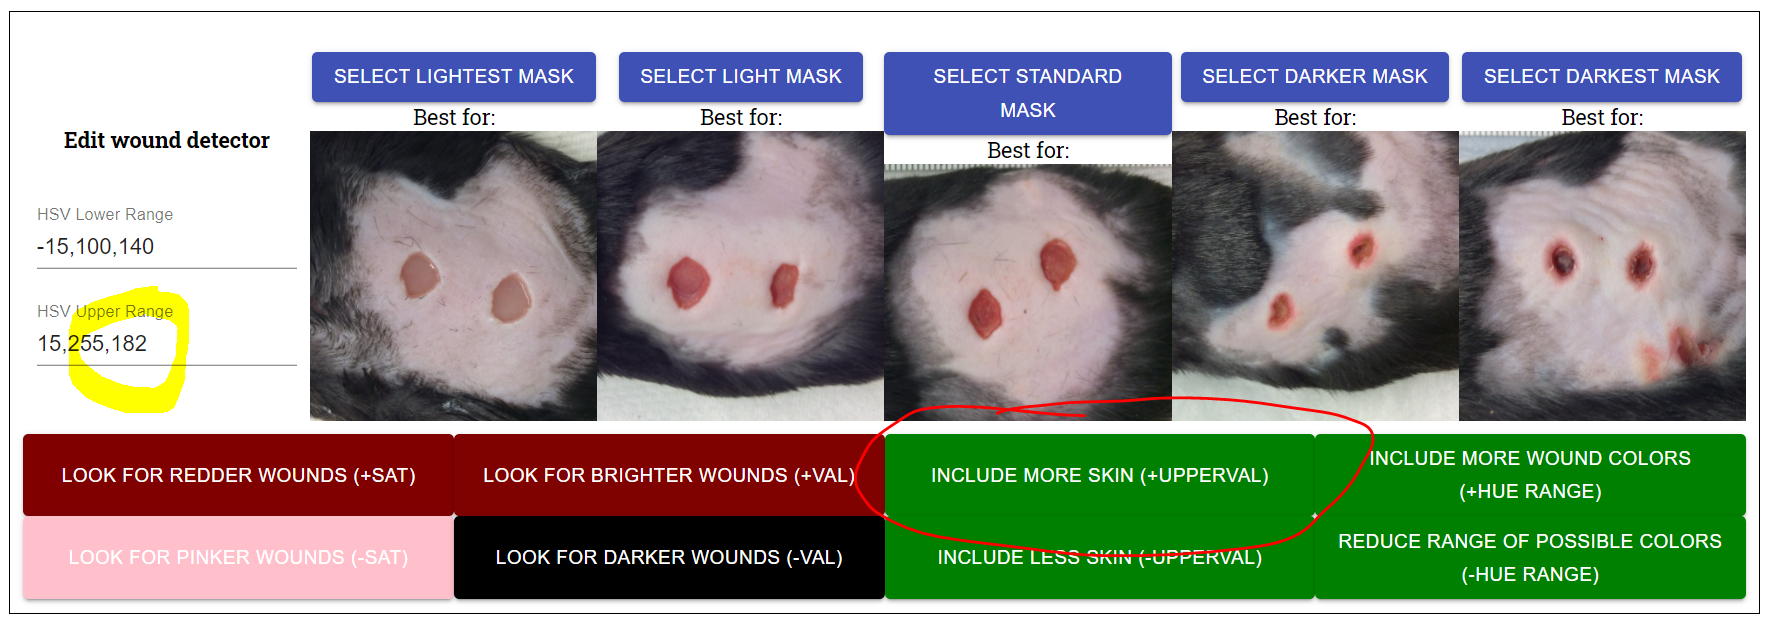 SELECT LIGHTEST MASK
Best for:
SELECT LIGHT MASK
Best for:
SELECT STANDARD
MASK
Best for:
SELECT DARKER MASK
Best for:
SELECT DARKEST MASK
Best for:
Edit wound detector
HSV Lower Range
-15,100,140
HSV Upper Range
15,255,182
LOOK FOR REDDER WOUNDS (+SAT)
LOOK FOR BRIGHTER WOUNDS (+VAL)
INCLUDE MORE SKIN (+UPPERVAL)
INCLUDE MORE WOUND COLORS
(+HUE RANGE)
LOOK FOR PINKER WOUNDS (-SAT)
LOOK FOR DARKER WOUNDS (-VAL)
INCLUDE LESS SKIN (-UPPERVAL)
REDUCE RANGE OF POSSIBLE COLORS
(-HUE RANGE)